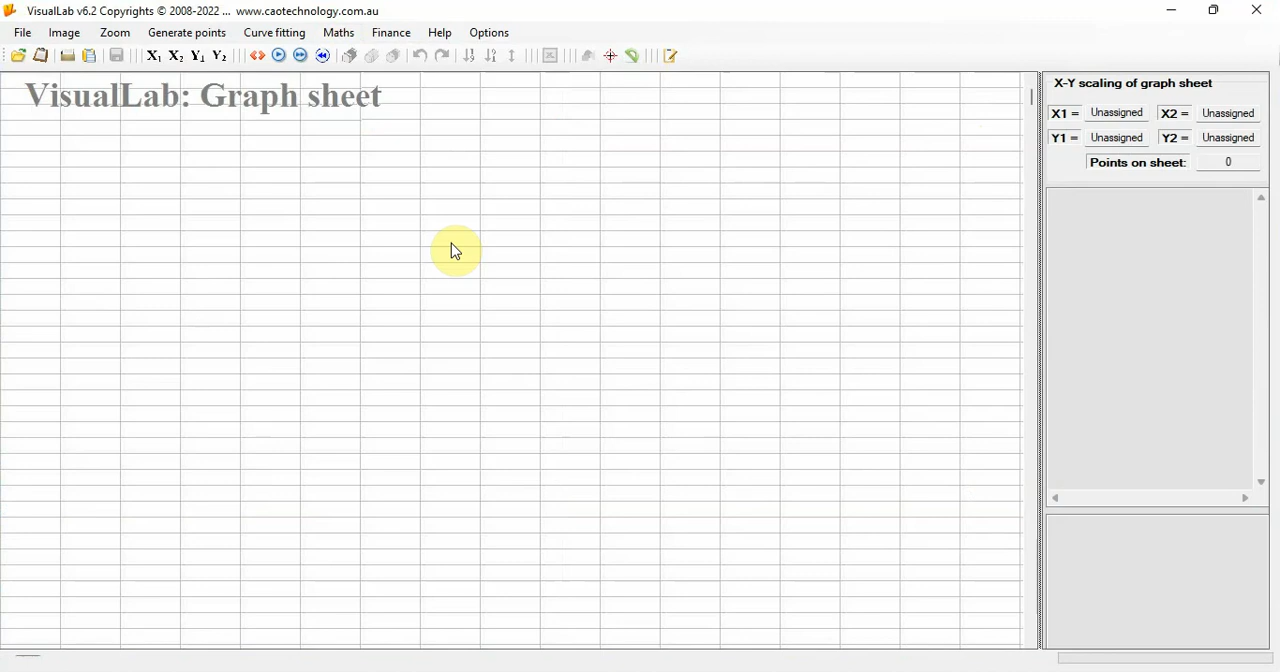 VisualLab v6.2 Copyrights © 2008-2022 ... www.caotechnology.com.au
File Image Zoom Generate points Curve fitting Maths Finance Help Options
X1 X2 Y1 Y2
VisualLab: Graph sheet
X-Y scaling of graph sheet
X1 = Unassigned X2 = Unassigned
Y1 = Unassigned Y2 = Unassigned
Points on sheet: 0